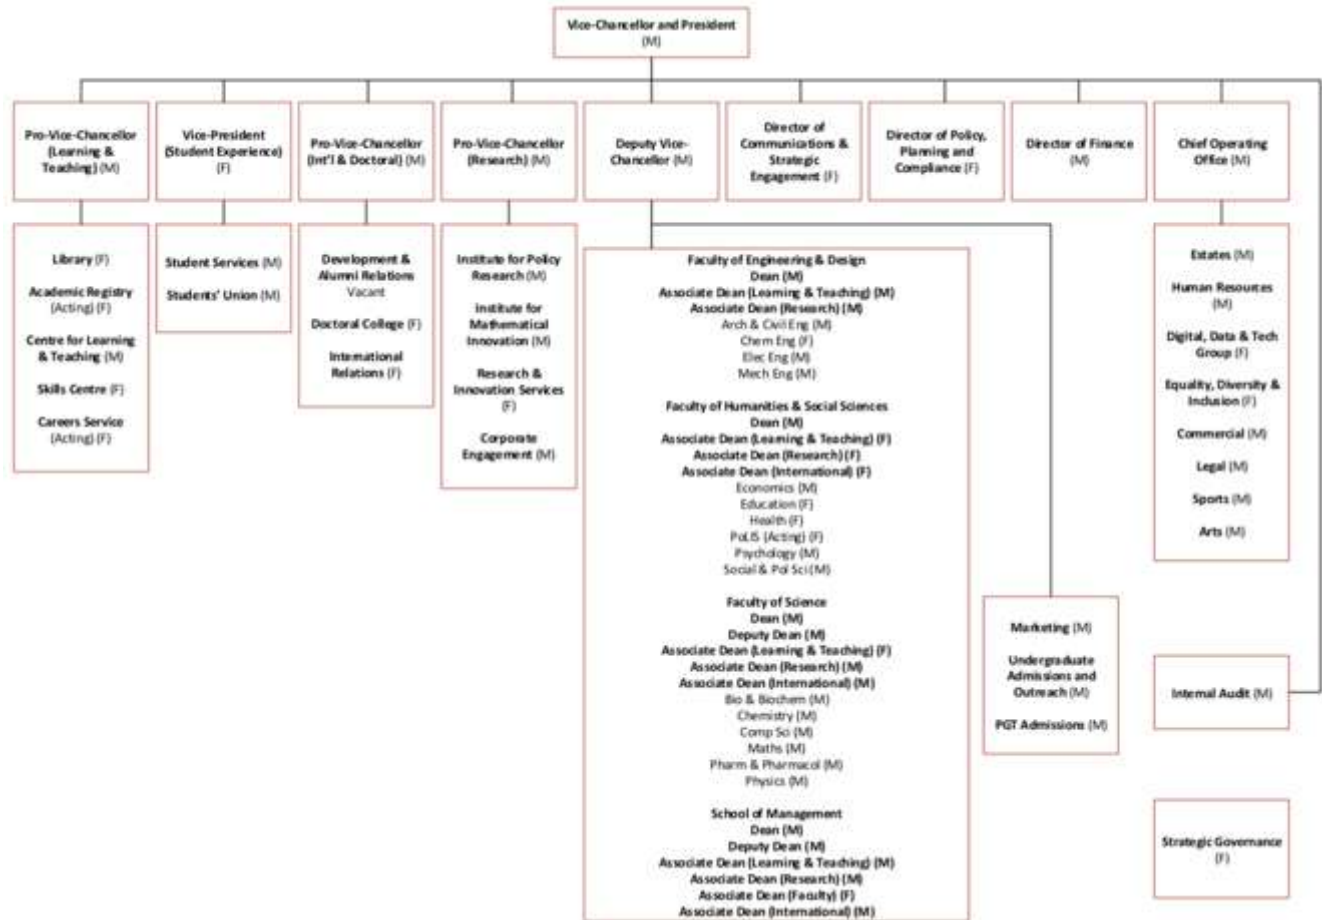 Vice-Chancellor and President
(M)
Pro-Vice-Chancellor
(Learning &
Teaching) (M)
Vice-President
(Student Experience)
(F)
Pro-Vice-Chancellor
(Int'l & Doctoral) (M)
Pro-Vice-Chancellor
(Research) (M)
Deputy Vice-
Chancellor (M)
Director of
Communications &
Strategic
Engagement (F)
Director of Policy,
Planning and
Compliance (F)
Director of Finance
(M)
Chief Operating
Office (M)
Library (F)
Academic Registry
(Acting) (F)
Centre for Learning
& Teaching (M)
Skills Centre (F)
Careers Service
(Acting) (F)
Student Services (M)
Students' Union (M)
Development &
Alumni Relations
Vacant
Doctoral College (F)
International
Relations (F)
Institute for Policy
Research (M)
Institute for
Mathematical
Innovation (M)
Research &
Innovation Services
(F)
Corporate
Engagement (M)
Faculty of Engineering & Design
Dean (M)
Associate Dean (Learning & Teaching) (M)
Associate Dean (Research) (M)
Arch & Civil Eng (M)
Chem Eng (F)
Elec Eng (M)
Mech Eng (M)
Faculty of Humanities & Social Sciences
Dean (M)
Associate Dean (Learning & Teaching) (F)
Associate Dean (Research) (F)
Associate Dean (International) (F)
Economics (M)
Education (F)
Health (F)
PoLIS (Acting) (F)
Psychology (M)
Social & Pol Sci (M)
Faculty of Science
Dean (M)
Deputy Dean (M)
Associate Dean (Learning & Teaching) (F)
Associate Dean (Research) (M)
Associate Dean (International) (M)
Bio & Biochem (M)
Chemistry (M)
Comp Sci (M)
Maths (M)
Pharm & Pharmacol (M)
Physics (M)
School of Management
Dean (M)
Deputy Dean (M)
Associate Dean (Learning & Teaching) (M)
Associate Dean (Research) (M)
Associate Dean (Faculty) (F)
Associate Dean (International) (M)
Marketing (M)
Undergraduate
Admissions and
Outreach (M)
PGT Admissions (M)
Estates (M)
Human Resources
(M)
Digital, Data & Tech
Group (F)
Equality, Diversity &
Inclusion (F)
Commercial (M)
Legal (M)
Sports (M)
Arts (M)
Internal Audit (M)
Strategic Governance
(F)